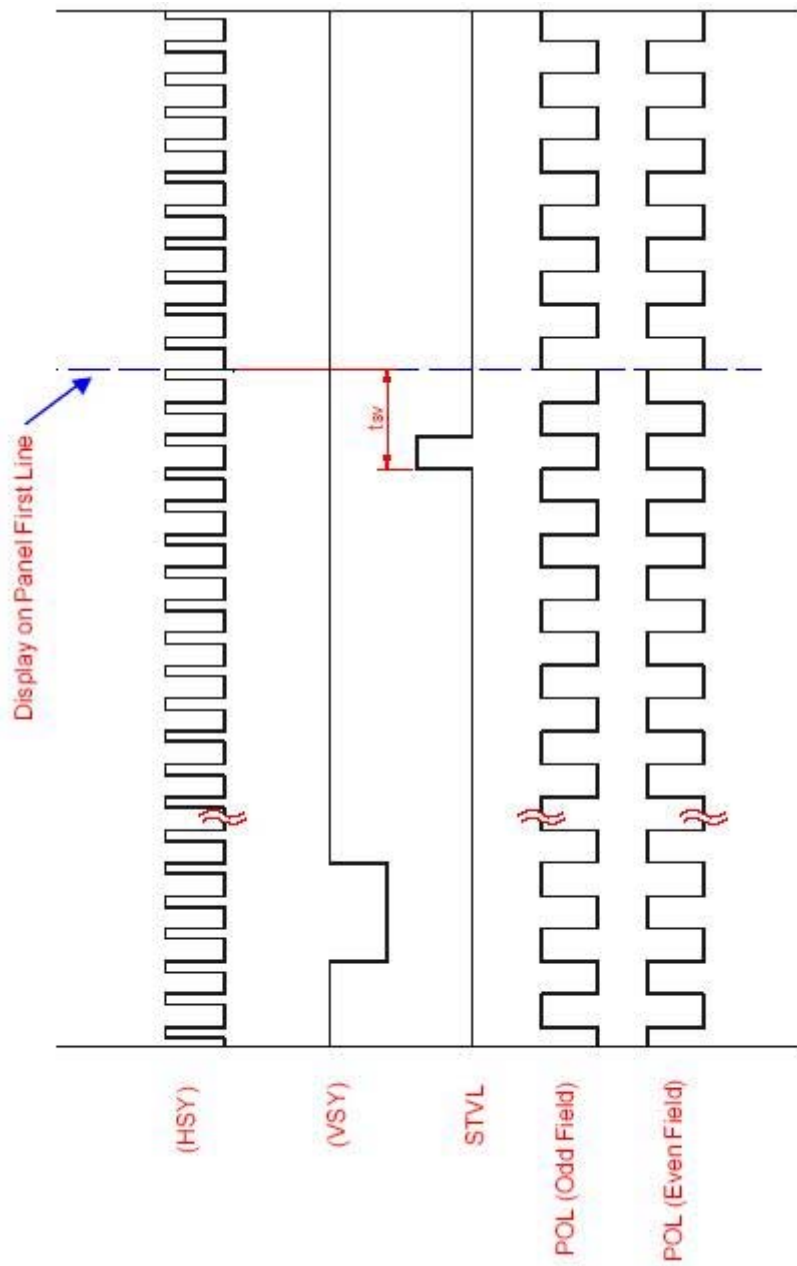 Display on Panel First Line
(HSY)
(VSY)
tsv
STVL
POL (Odd Field)
POL (Even Field)